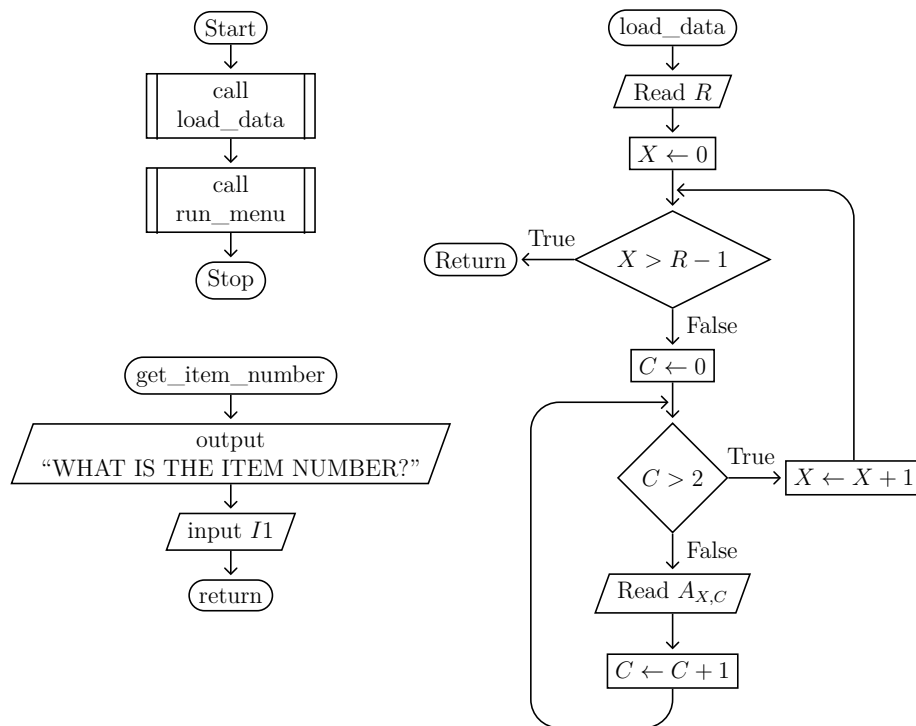 Start
call
load_data
call
run_menu
Stop
get_item_number
output
“WHAT IS THE ITEM NUMBER?”
input I1
return
load_data
Read R
X ← 0
X > R − 1
True
Return
False
C ← 0
C > 2
True
X ← X + 1
False
Read A_{X,C}
C ← C + 1